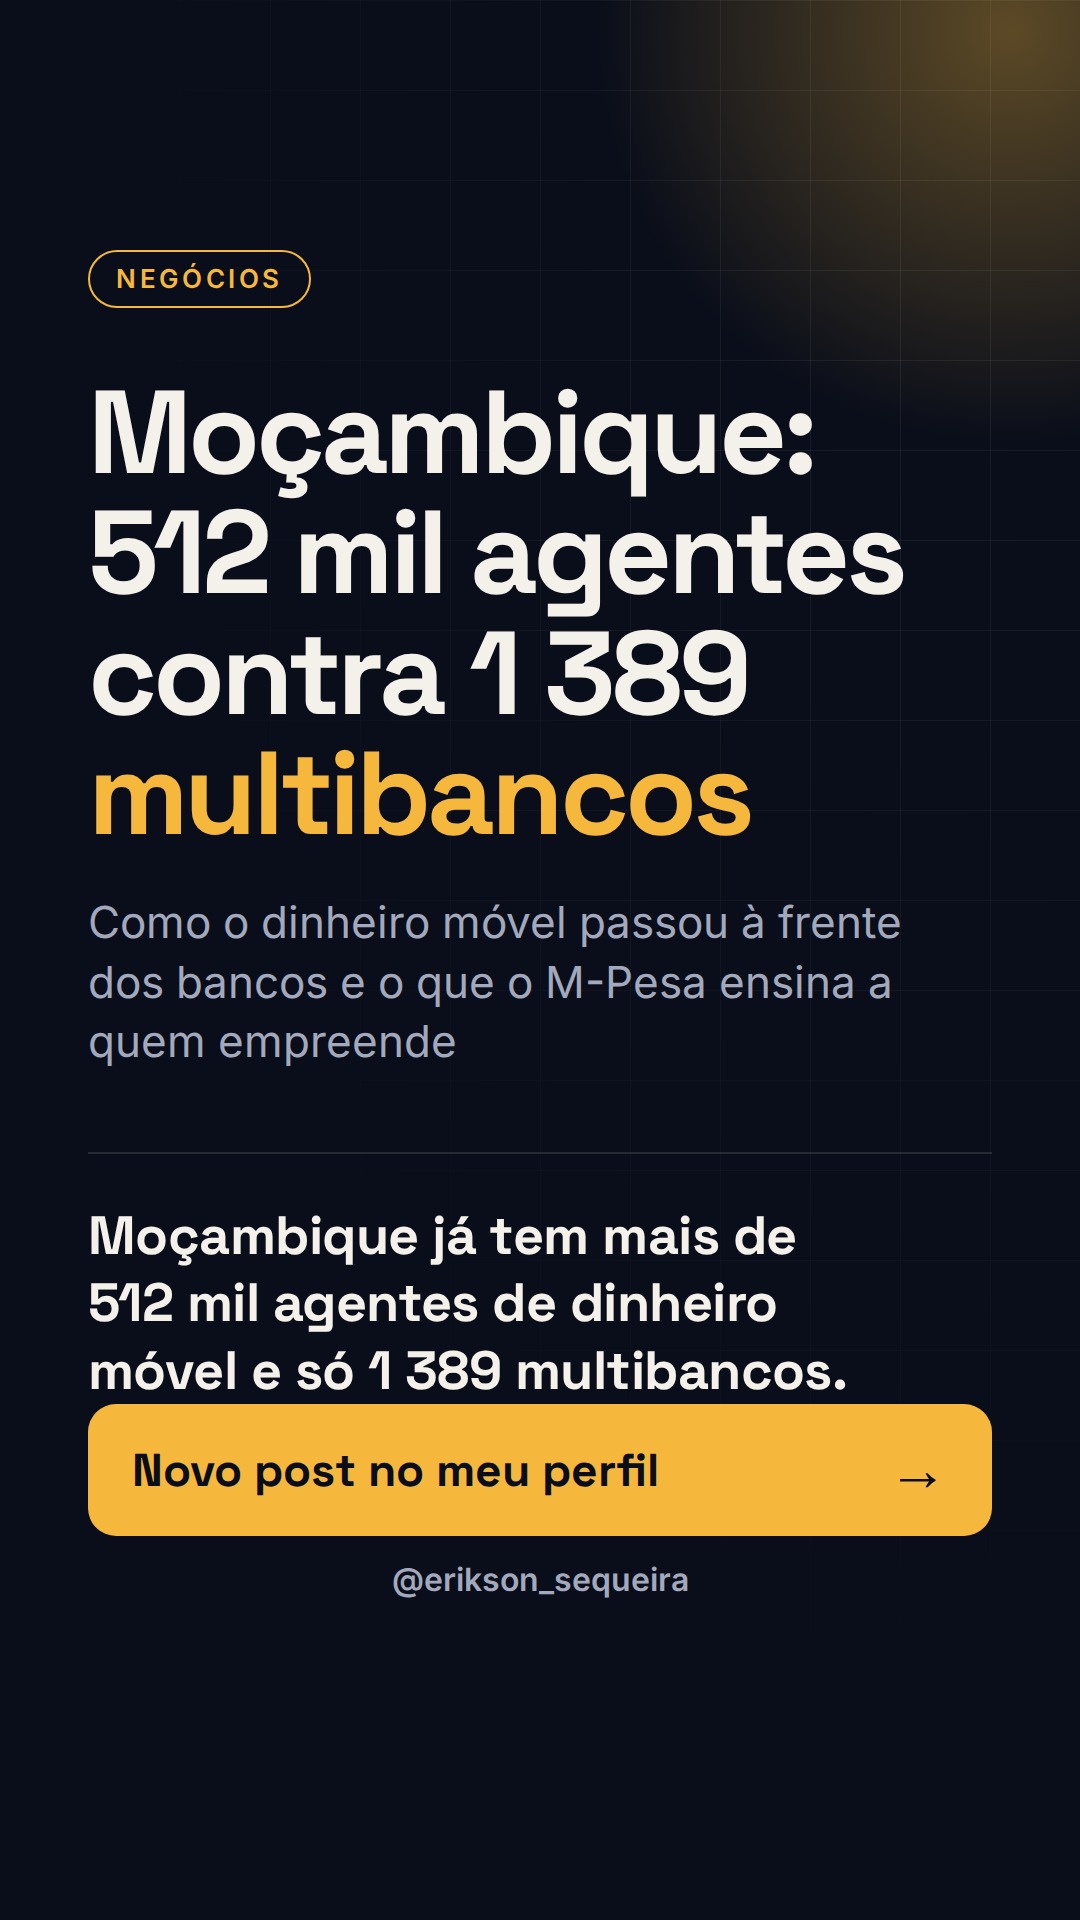 NEGÓCIOS
Moçambique:
512 mil agentes
contra 1 389
multibancos
Como o dinheiro móvel passou à frente
dos bancos e o que o M-Pesa ensina a
quem empreende
Moçambique já tem mais de
512 mil agentes de dinheiro
móvel e só 1 389 multibancos.
Novo post no meu perfil →
@erikson_sequeira